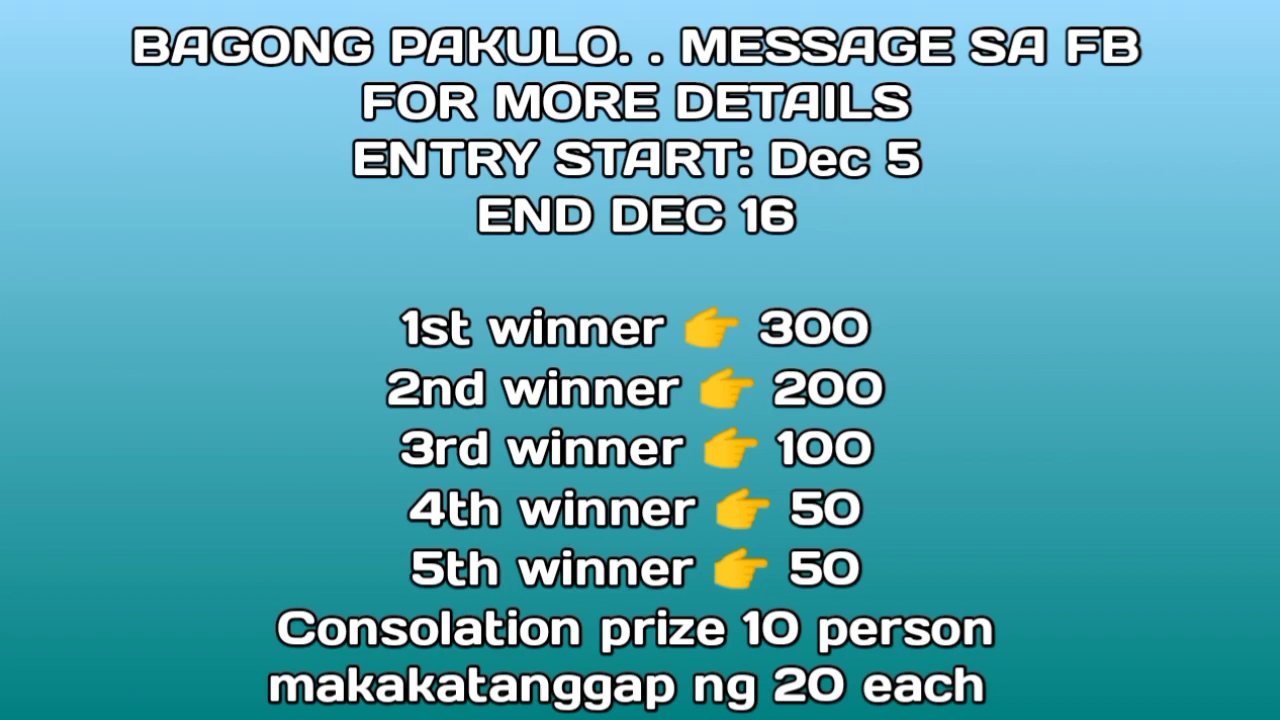 BAGONG PAKULO. . MESSAGE SA FB
FOR MORE DETAILS
ENTRY START: Dec 5
END DEC 16
1st winner 👉 300
2nd winner 👉 200
3rd winner 👉 100
4th winner 👉 50
5th winner 👉 50
Consolation prize 10 person
makakatanggap ng 20 each